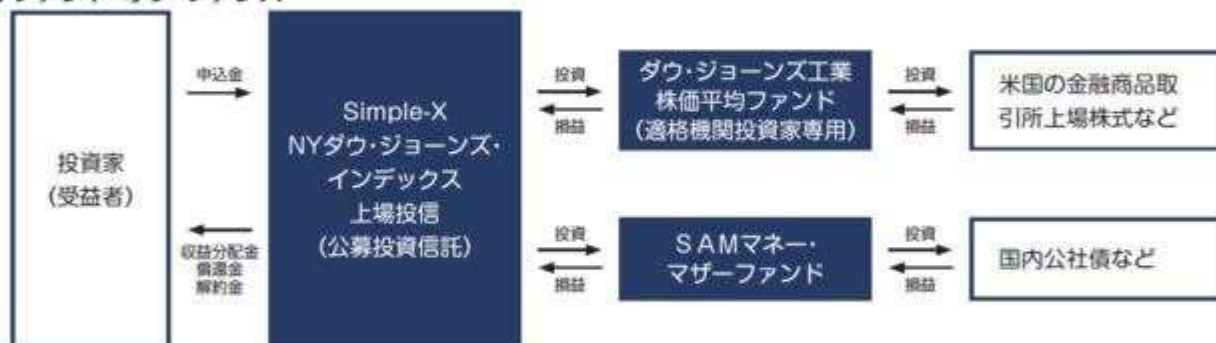 投資家
(受益者)
申込金
収益分配金
償還金
解約金
Simple-X
NYダウ・ジョーンズ・
インデックス
上場投信
(公募投資信託)
投資
損益
ダウ・ジョーンズ工業
株価平均ファンド
(適格機関投資家専用)
投資
損益
米国の金融商品取
引所上場株式など
投資
損益
SAMマネー・
マザーファンド
投資
損益
国内公社債など